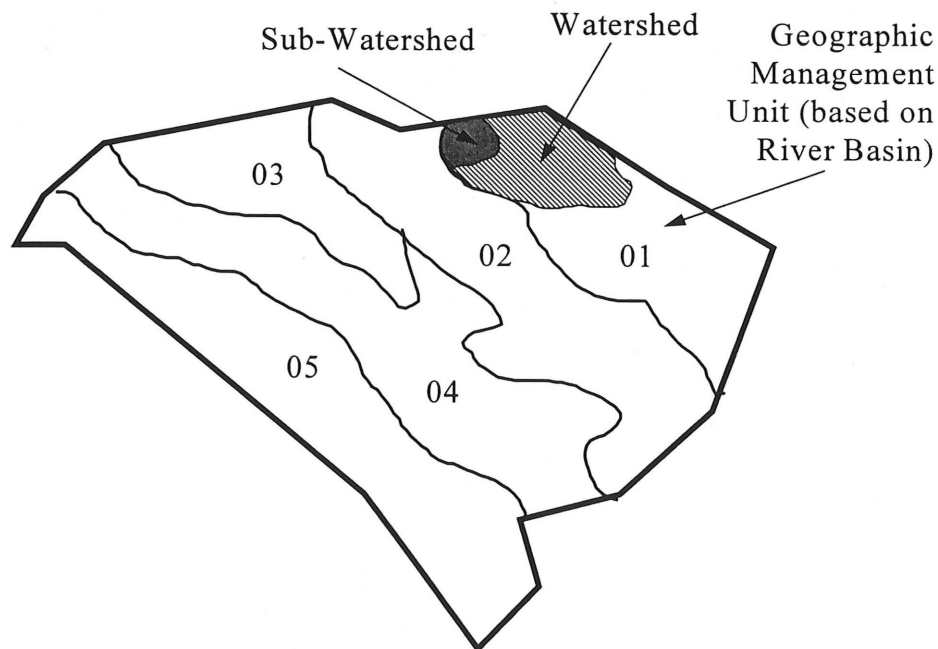 Sub-Watershed
Watershed
Geographic
Management
Unit (based on
River Basin)
03
02
01
05
04